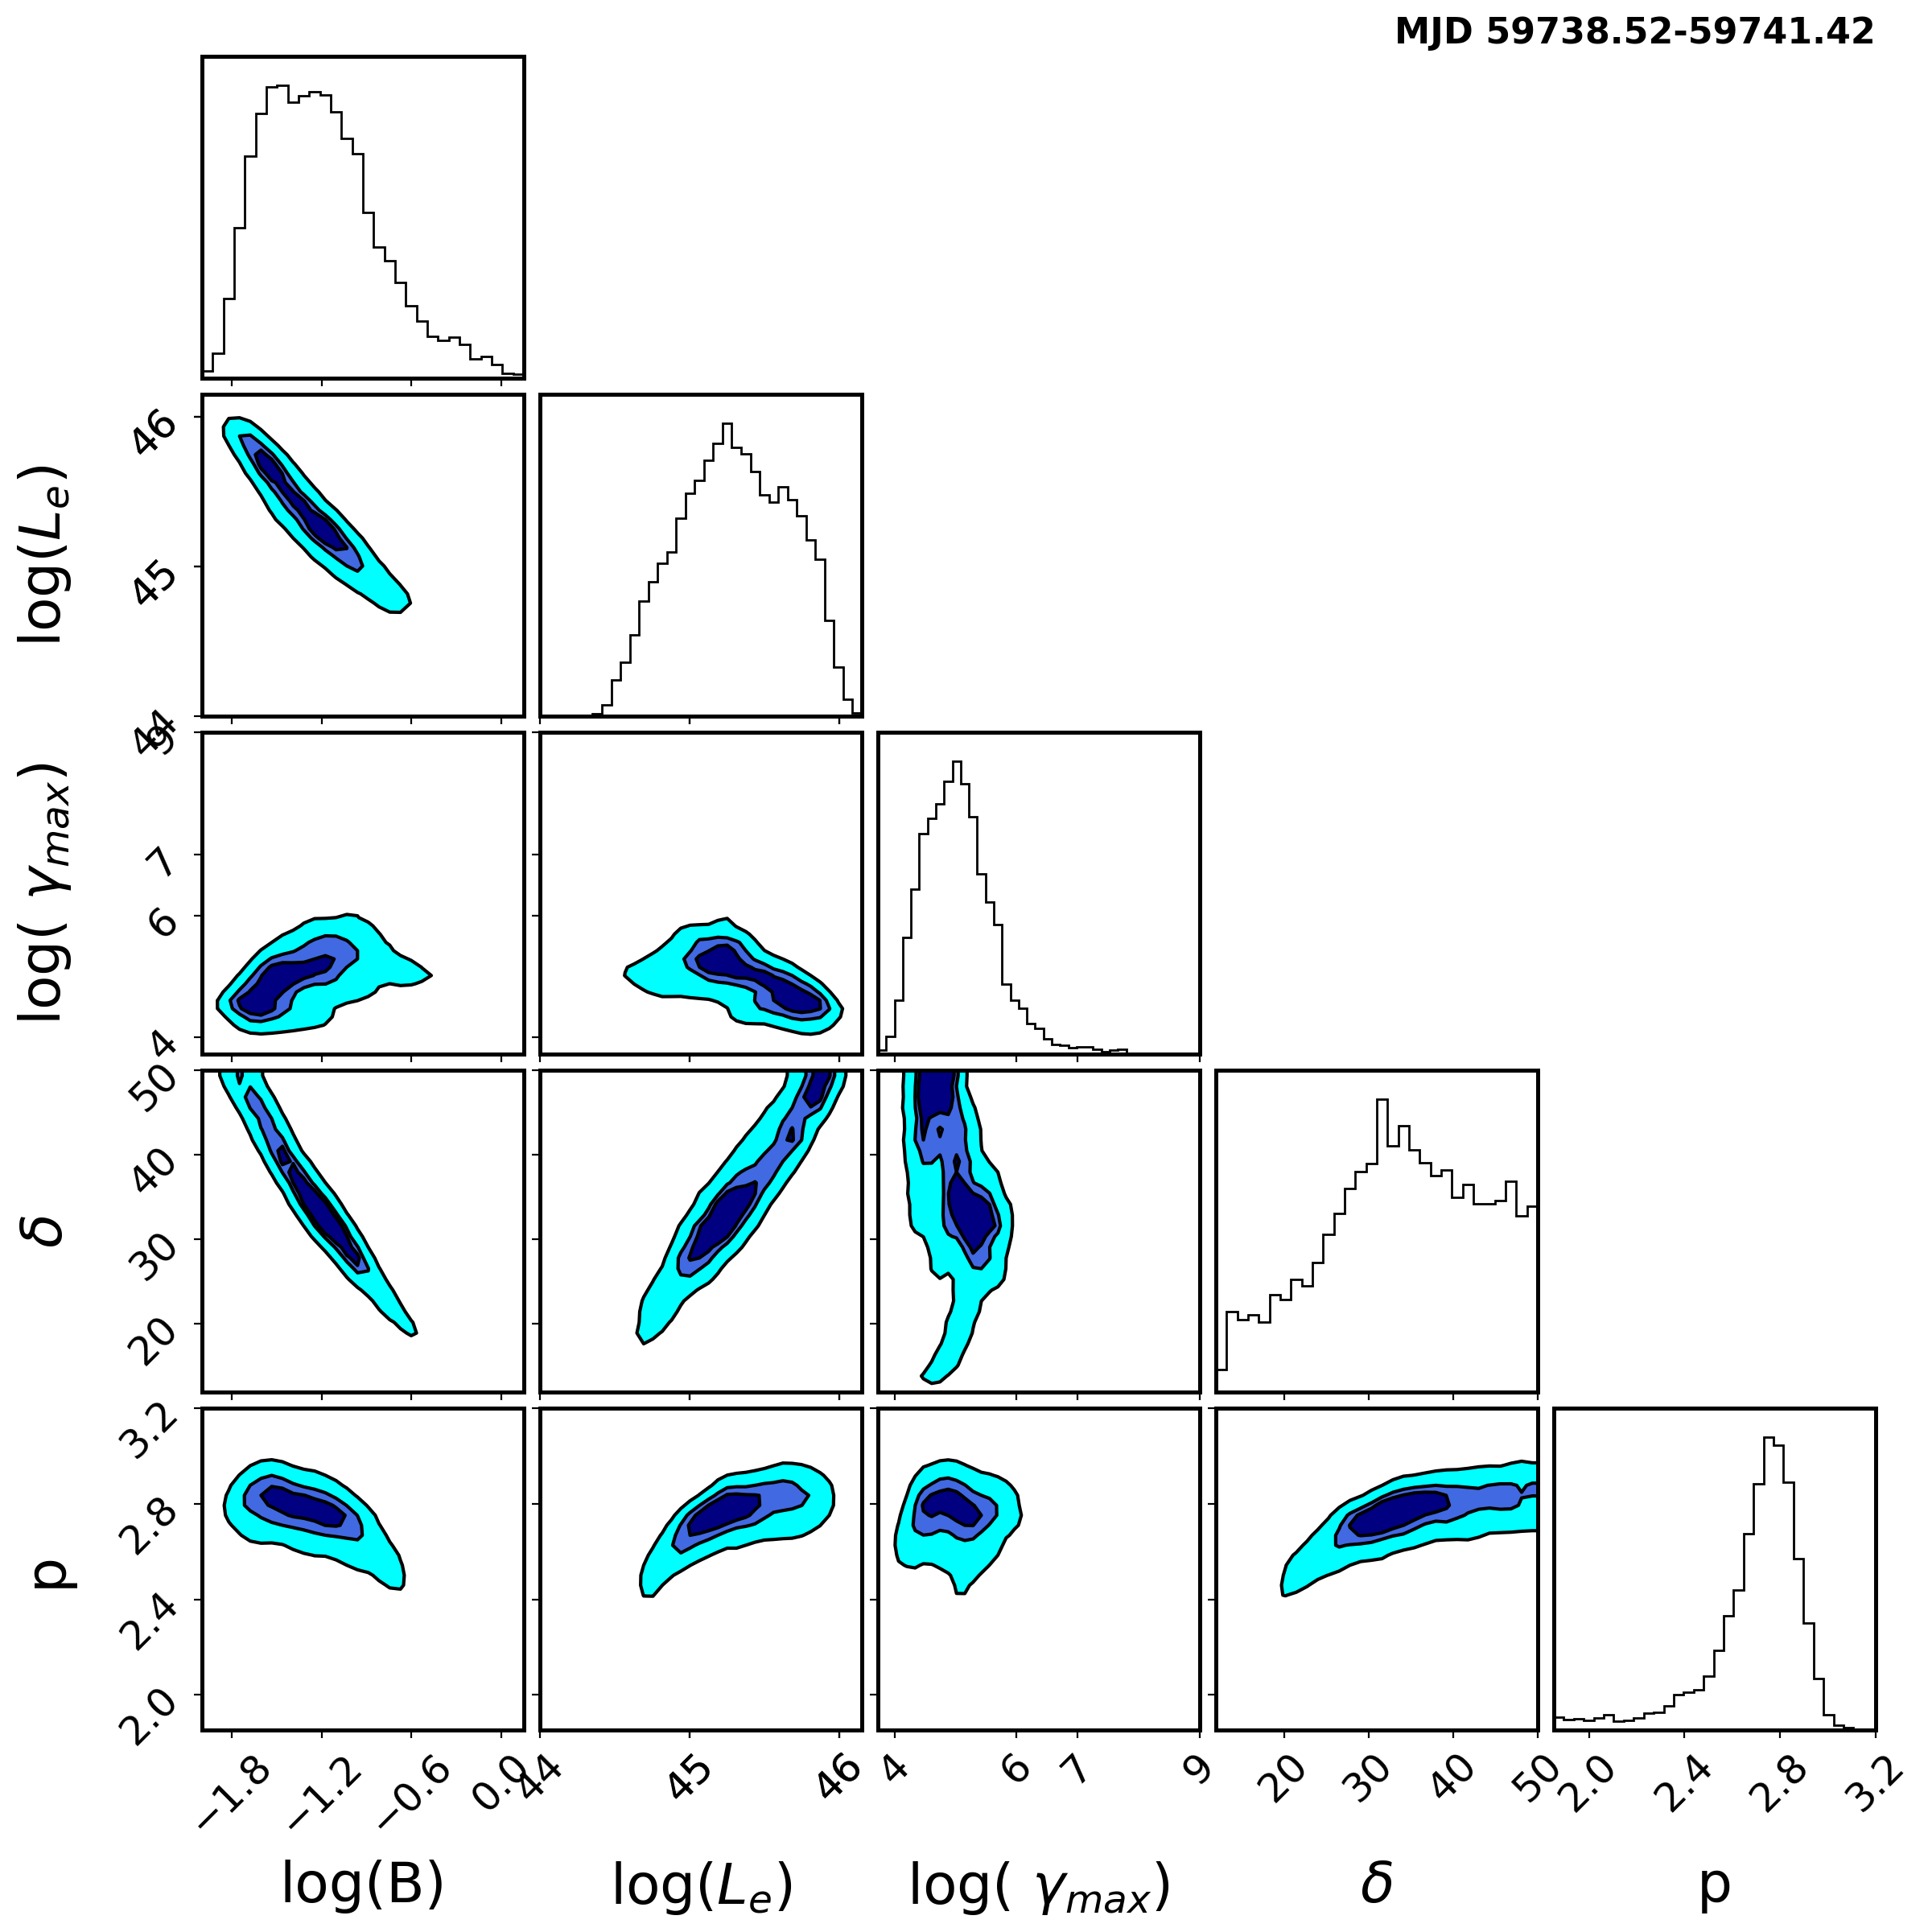 MJD 59738.52-59741.42
46
45
44
log(L_e)
9
7
6
4
log( γ_max)
50
40
30
20
δ
3.2
2.8
2.4
2.0
p
−1.8 −1.2 −0.6 0.0 44 45 46 4 6 7 9 20 30 40 50 2.0 2.4 2.8 3.2
log(B) log(L_e) log( γ_max) δ p